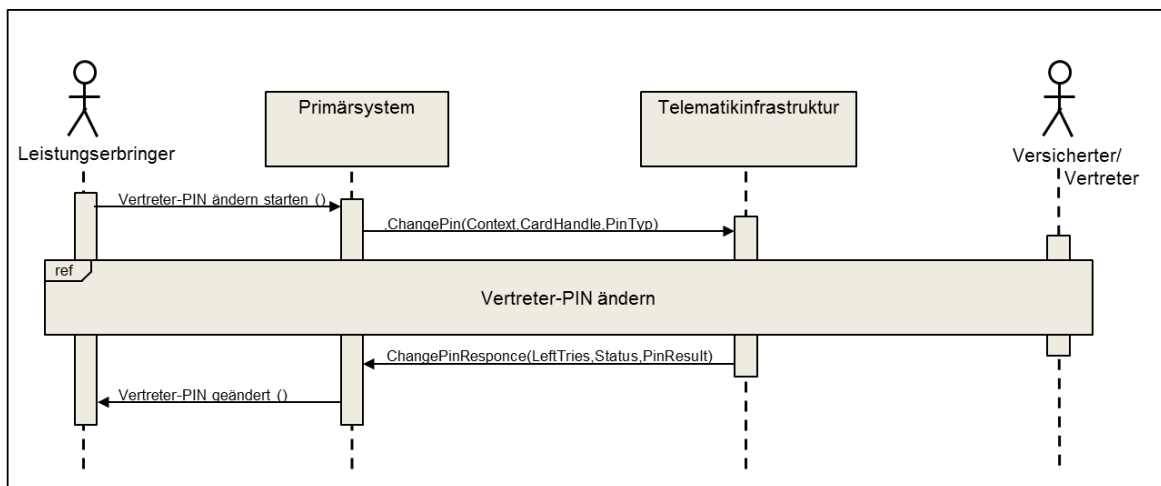 Primärsystem
Telematikinfrastruktur
Leistungserbringer
Versicherter/
Vertreter
Vertreter-PIN ändern starten ()
.ChangePin(Context,CardHandle,PinTyp)
ref
Vertreter-PIN ändern
ChangePinResponce(LeftTries,Status,PinResult)
Vertreter-PIN geändert ()